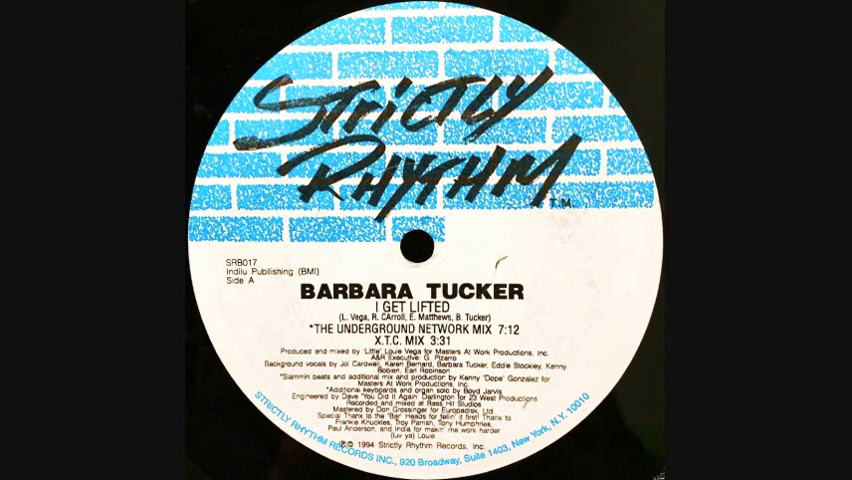 STRICTLY
RHYTHM
T.M.
SRB017
Indilu Publishing (BMI)
Side A
BARBARA TUCKER
I GET LIFTED
(L. Vega, R. CArroll, E. Matthews, B. Tucker)
*THE UNDERGROUND NETWORK MIX 7:12
X.T.C. MIX 3:31
Produced and mixed by 'Little' Louie Vega for Masters At Work Productions, Inc.
A&R Executive: G. Pizarro
Background vocals by Joi Cardwell, Karen Bernard, Barbara Tucker, Eddie Stockley, Kenny
Bobien, Earl Robinson
*Slammin beats and additional mix and production by Kenny "Dope" Gonzalez for
Masters At Work Productions, Inc.
*Additional keyboards and organ solo by Boyd Jarvis
Engineered by Dave "You Did It Again" Darlington for 23 West Productions
Recorded and mixed at Bass Hit Studios
Mastered by Don Grossinger for Europadisk, Ltd.
Special Thanx to the "Bar" Heads for feelin' it first! Thanx to
Frankie Knuckles, Troy Parrish, Tony Humphries,
Paul Anderson, and India for makin' me work harder
(luv ya) Louie
℗© 1994 Strictly Rhythm Records, Inc.
STRICTLY RHYTHM RECORDS INC., 920 Broadway, Suite 1403, New York, N.Y. 10010